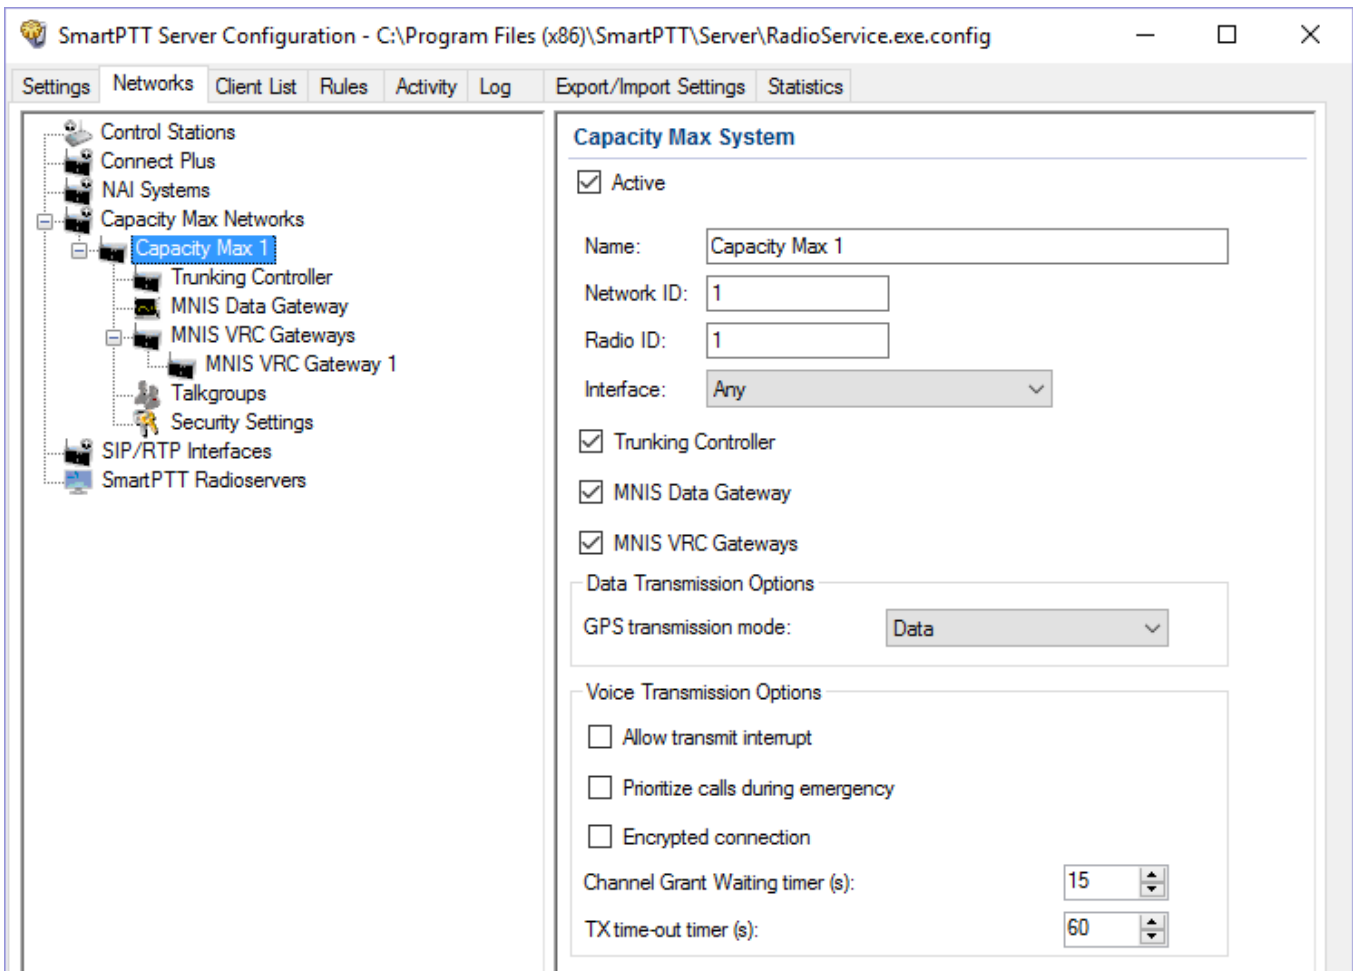 SmartPTT Server Configuration - C:\Program Files (x86)\SmartPTT\Server\RadioService.exe.config
Settings Networks Client List Rules Activity Log Export/Import Settings Statistics
Control Stations
Connect Plus
NAI Systems
Capacity Max Networks
Capacity Max 1
Trunking Controller
MNIS Data Gateway
MNIS VRC Gateways
MNIS VRC Gateway 1
Talkgroups
Security Settings
SIP/RTP Interfaces
SmartPTT Radioservers
Capacity Max System
Active
Name: Capacity Max 1
Network ID: 1
Radio ID: 1
Interface: Any
Trunking Controller
MNIS Data Gateway
MNIS VRC Gateways
Data Transmission Options
GPS transmission mode: Data
Voice Transmission Options
Allow transmit interrupt
Prioritize calls during emergency
Encrypted connection
Channel Grant Waiting timer (s): 15
TX time-out timer (s): 60